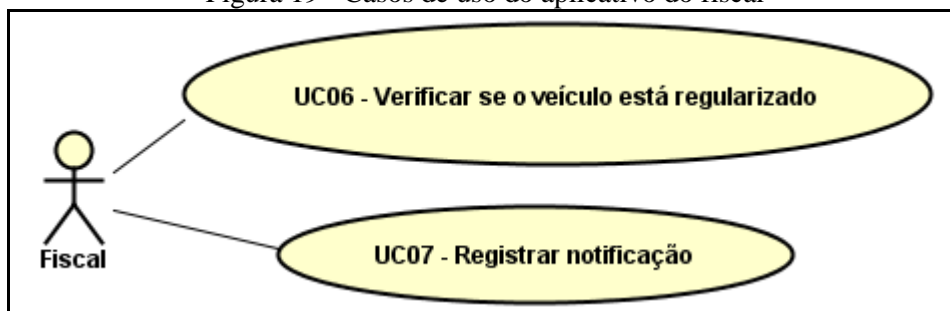 Figura 19 - Casos de uso do aplicativo do fiscal
UC06 - Verificar se o veículo está regularizado
Fiscal
UC07 - Registrar notificação